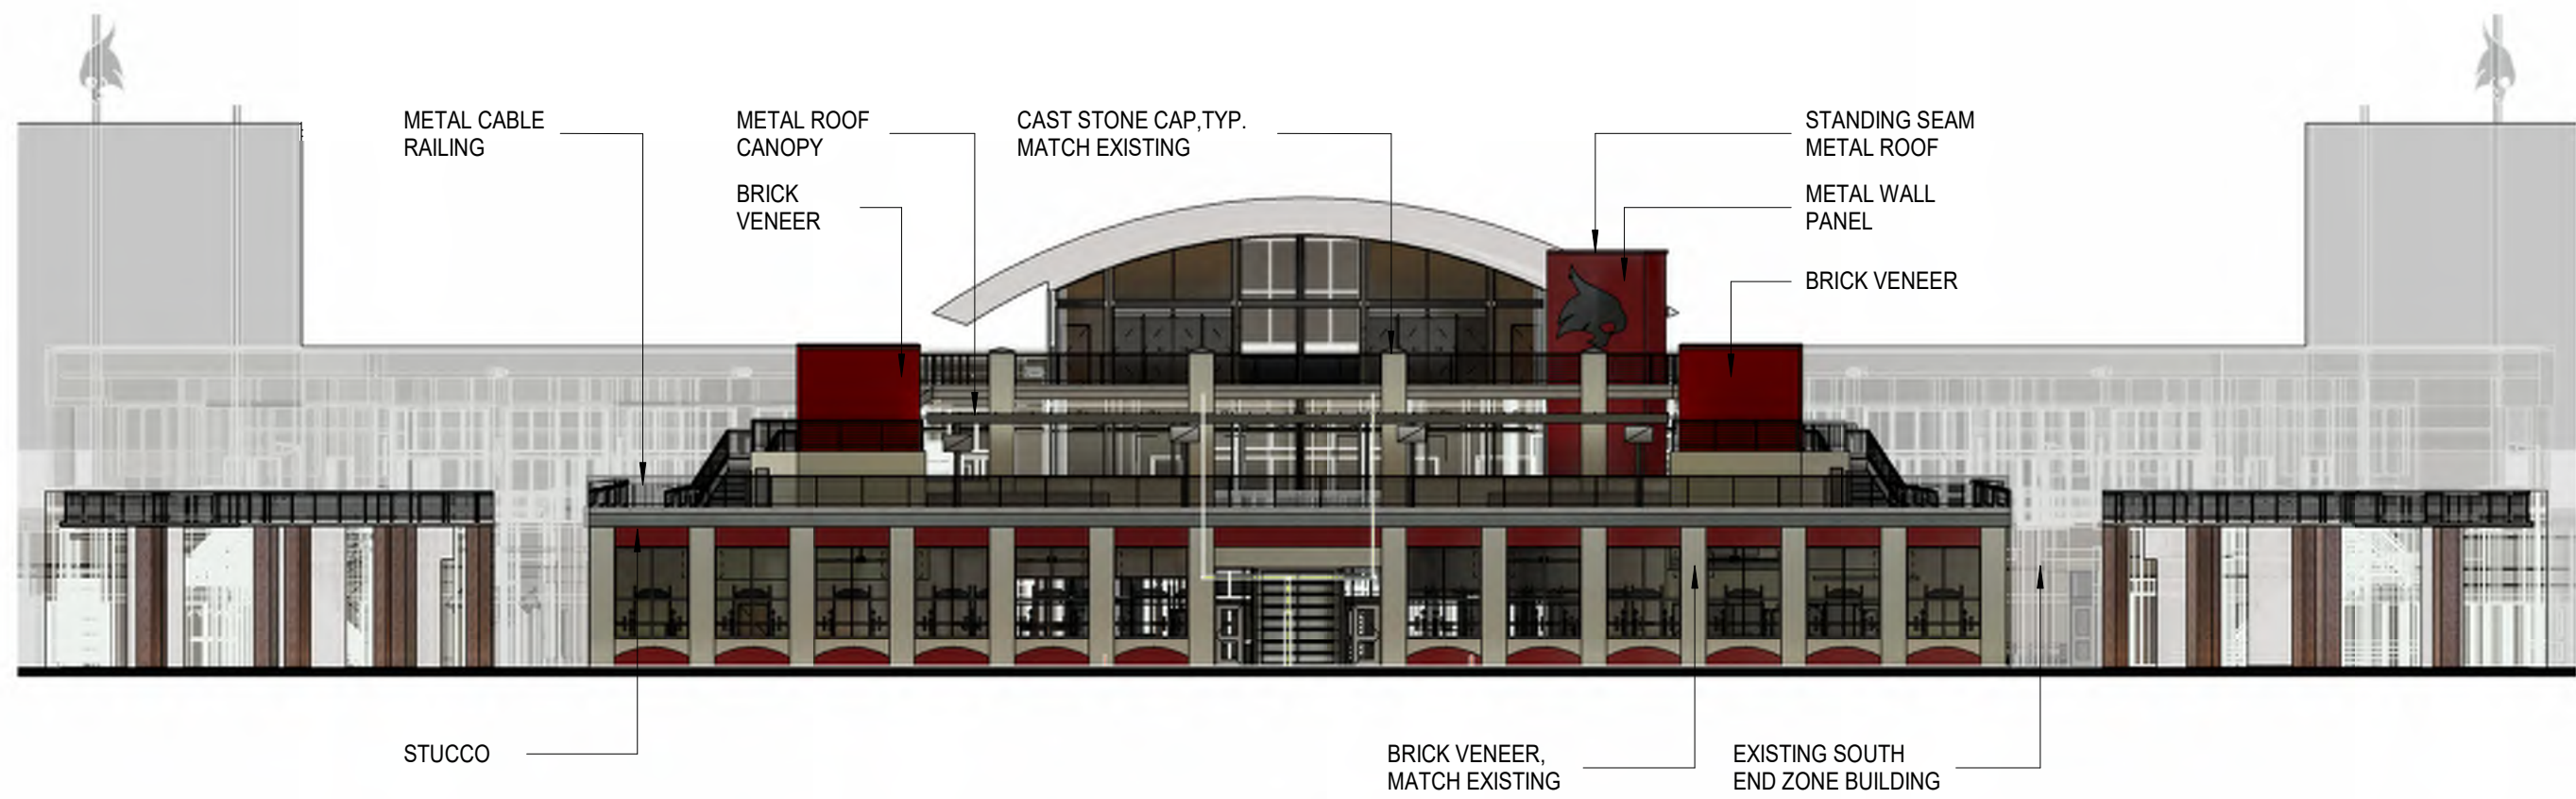 METAL CABLE
RAILING
METAL ROOF
CANOPY
BRICK
VENEER
CAST STONE CAP,TYP.
MATCH EXISTING
STANDING SEAM
METAL ROOF
METAL WALL
PANEL
BRICK VENEER
STUCCO
BRICK VENEER,
MATCH EXISTING
EXISTING SOUTH
END ZONE BUILDING